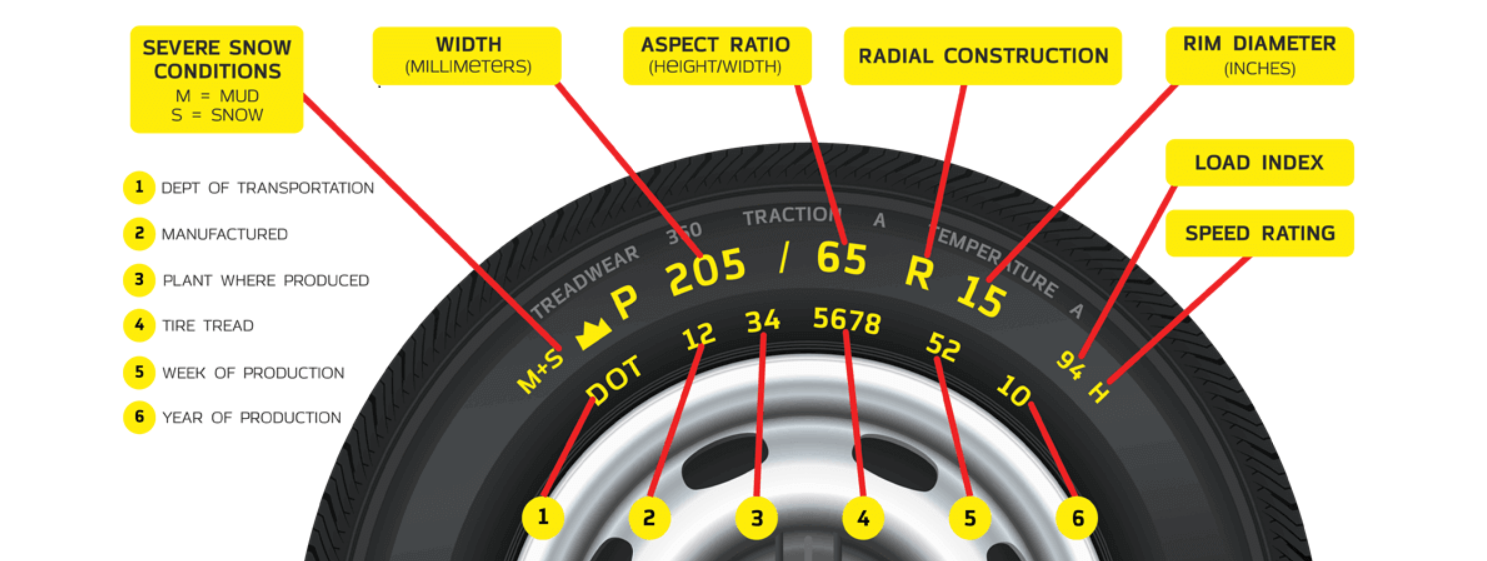 SEVERE SNOW
CONDITIONS
M = MUD
S = SNOW
WIDTH
(MILLIMETERS)
ASPECT RATIO
(HEIGHT/WIDTH)
RADIAL CONSTRUCTION
RIM DIAMETER
(INCHES)
LOAD INDEX
SPEED RATING
1 DEPT OF TRANSPORTATION
2 MANUFACTURED
3 PLANT WHERE PRODUCED
4 TIRE TREAD
5 WEEK OF PRODUCTION
6 YEAR OF PRODUCTION
TREADWEAR 350 TRACTION A TEMPERATURE A
M+S P 205 / 65 R 15 94 H
DOT 12 34 5678 52 10
1 2 3 4 5 6